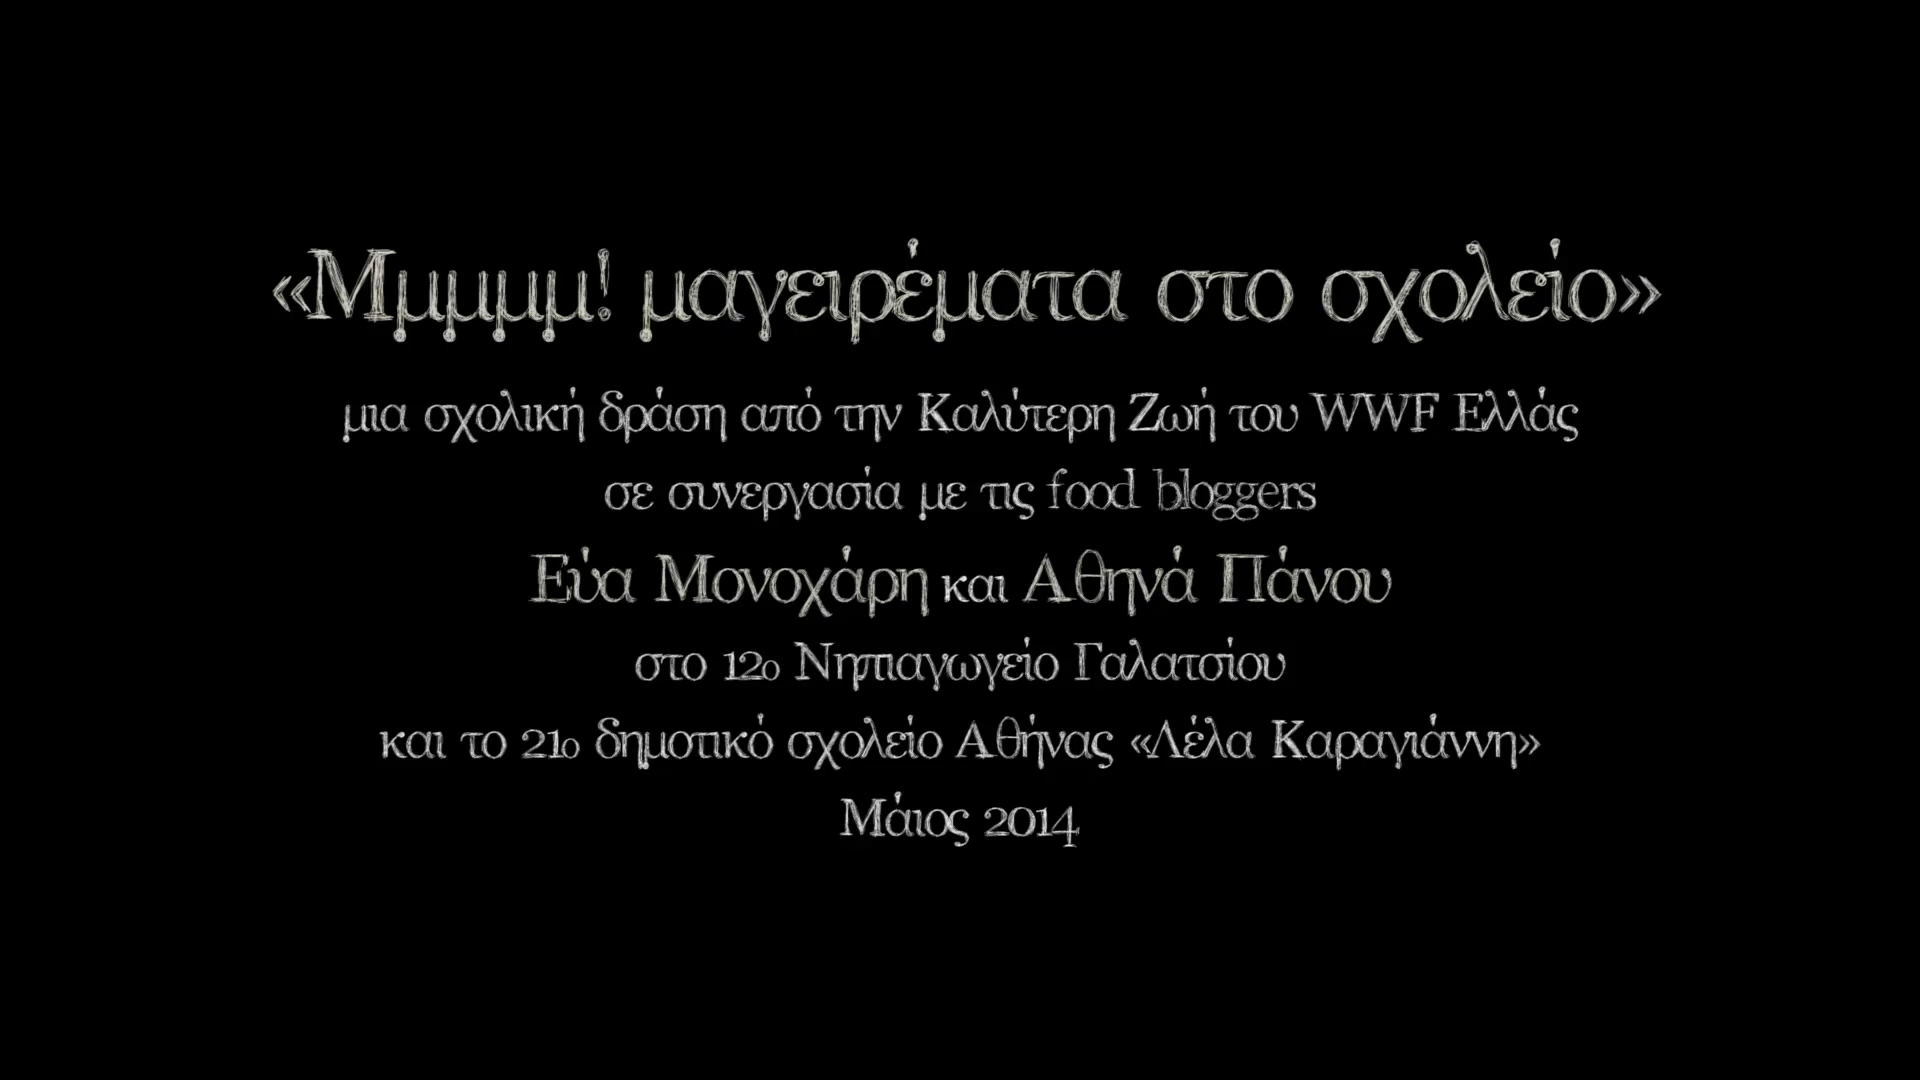 «Μμμμμ! μαγειρέματα στο σχολείο»
μια σχολική δράση από την Καλύτερη Ζωή του WWF Ελλάς
σε συνεργασία με τις food bloggers
Εύα Μονοχάρη και Αθηνά Πάνου
στο 12ο Νηπιαγωγείο Γαλατσίου
και το 21ο δημοτικό σχολείο Αθήνας «Λέλα Καραγιάννη»
Μάιος 2014